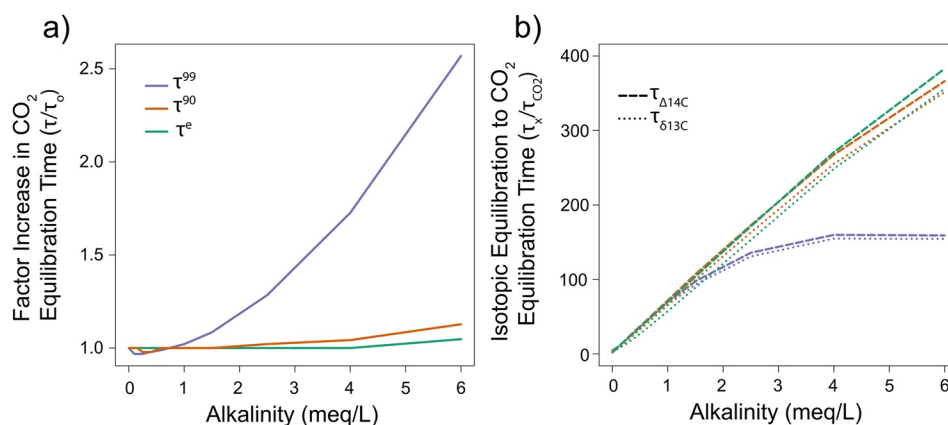 a)
Factor Increase in CO2
Equilibration Time (τ/τo)
2.5
2.0
1.5
1.0
τ99
τ90
τe
0
1
2
3
4
5
6
Alkalinity (meq/L)
b)
Isotopic Equilibration to CO2
Equilibration Time (τx/τCO2)
400
300
200
100
0
τΔ14C
τδ13C
0
1
2
3
4
5
6
Alkalinity (meq/L)